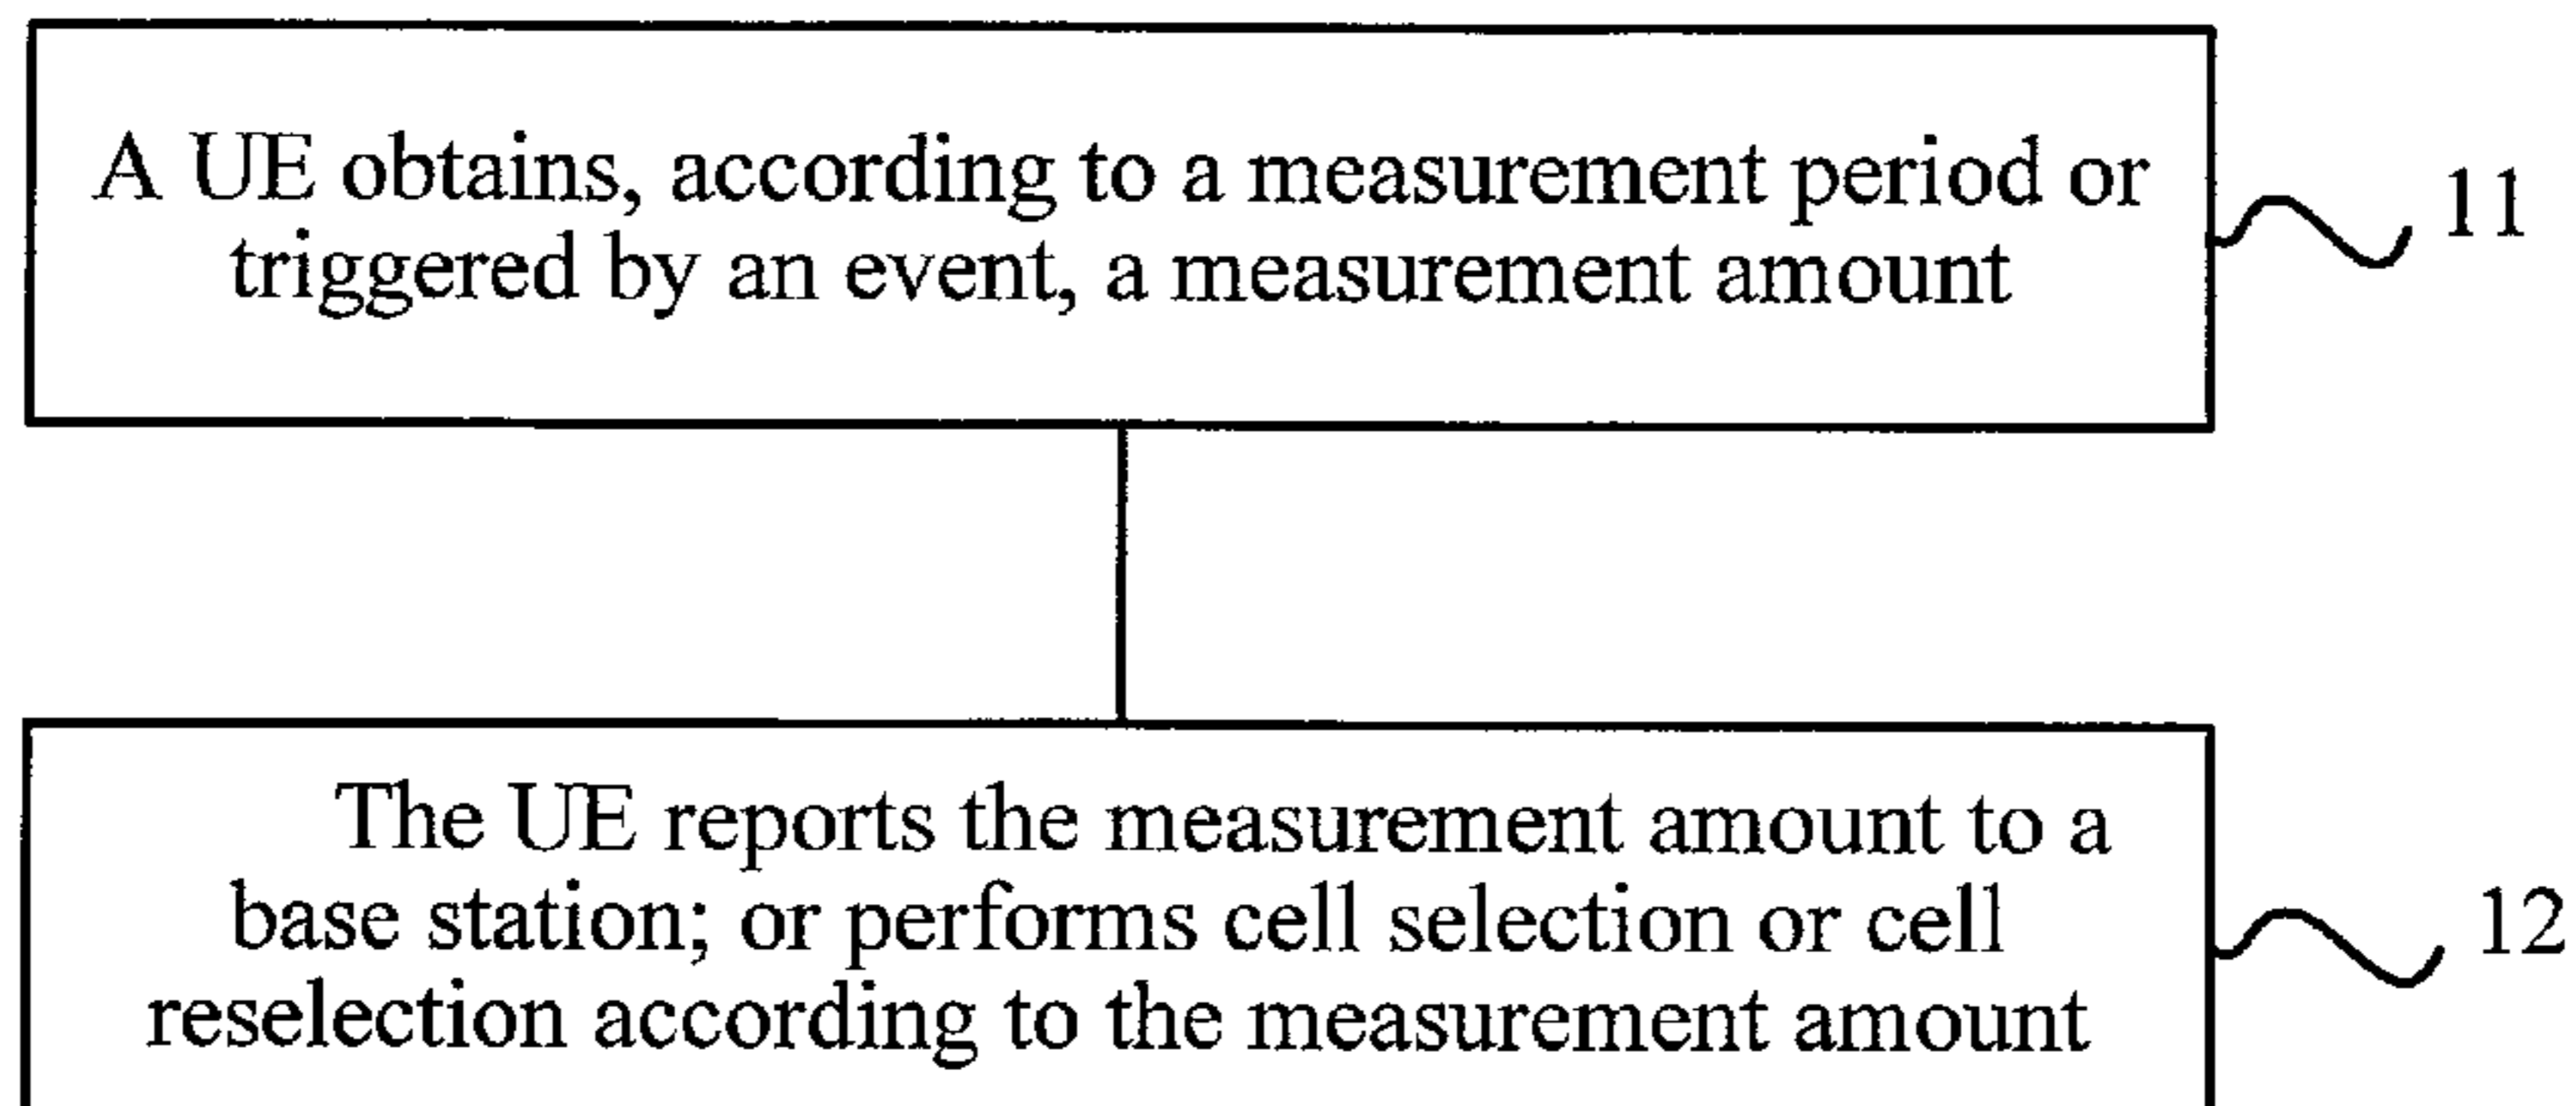 A UE obtains, according to a measurement period or
triggered by an event, a measurement amount
11
The UE reports the measurement amount to a
base station; or performs cell selection or cell
reselection according to the measurement amount
12